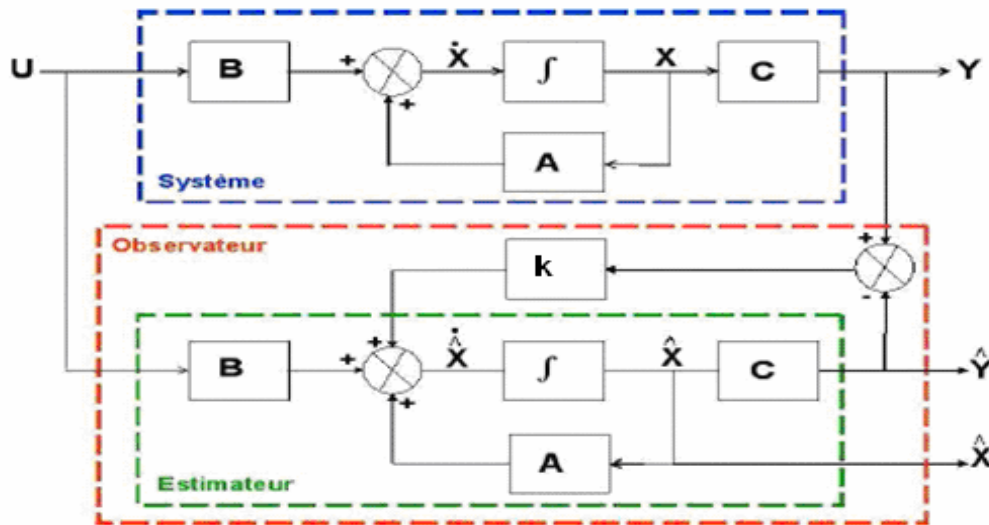 U
B
+
+
Ẋ
∫
X
C
Y
A
Système
Observateur
k
+
-
B
+
+
+
X̂̇
∫
X̂
C
Ŷ
A
X̂
Estimateur